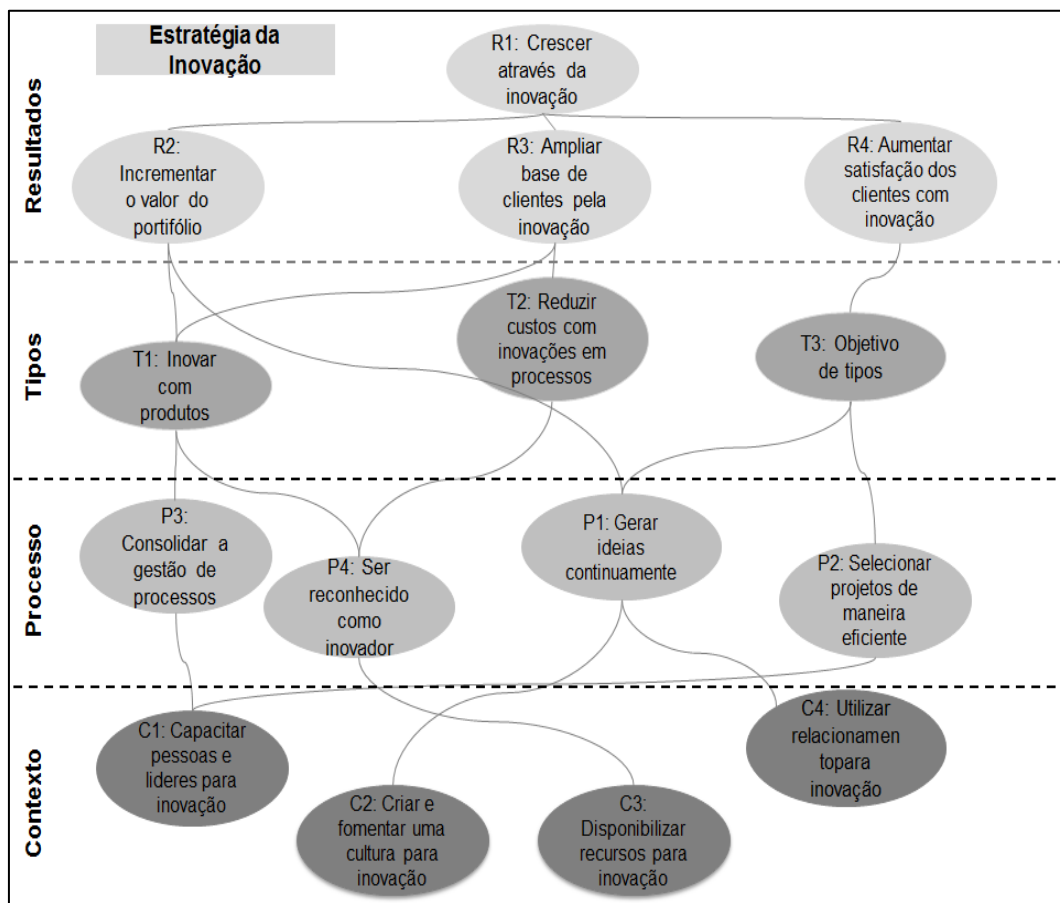 Estratégia da
Inovação
R1: Crescer
através da
inovação
Resultados
R2:
Incrementar
o valor do
portifólio
R3: Ampliar
base de
clientes pela
inovação
R4: Aumentar
satisfação dos
clientes com
inovação
Tipos
T1: Inovar
com
produtos
T2: Reduzir
custos com
inovações em
processos
T3: Objetivo
de tipos
Processo
P3:
Consolidar a
gestão de
processos
P4: Ser
reconhecido
como
inovador
P1: Gerar
ideias
continuamente
P2: Selecionar
projetos de
maneira
eficiente
Contexto
C1: Capacitar
pessoas e
lideres para
inovação
C2: Criar e
fomentar uma
cultura para
inovação
C3:
Disponibilizar
recursos para
inovação
C4: Utilizar
relacionamen
topara
inovação